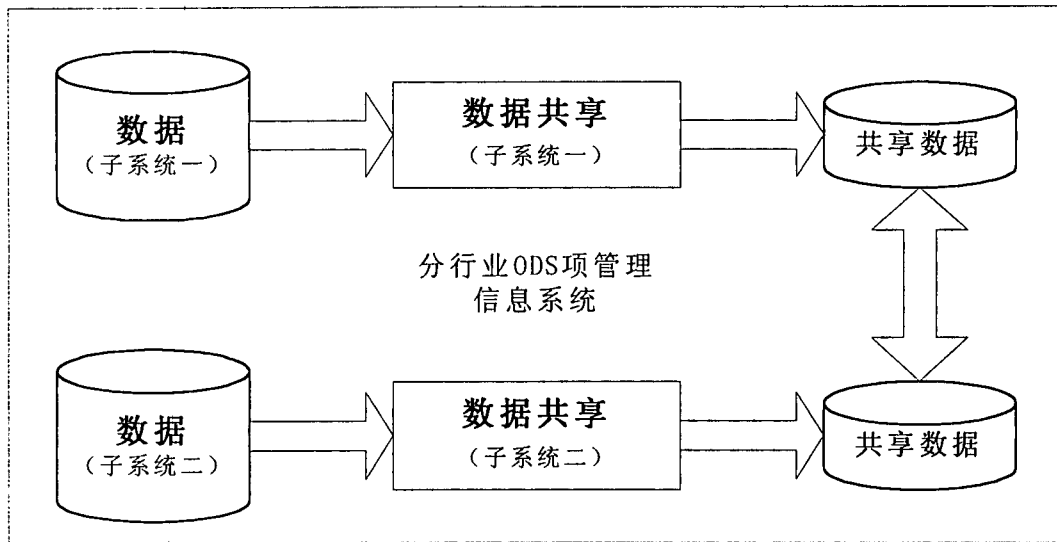 数据
（子系统一）
数据共享
（子系统一）
共享数据
分行业ODS项管理
信息系统
数据
（子系统二）
数据共享
（子系统二）
共享数据